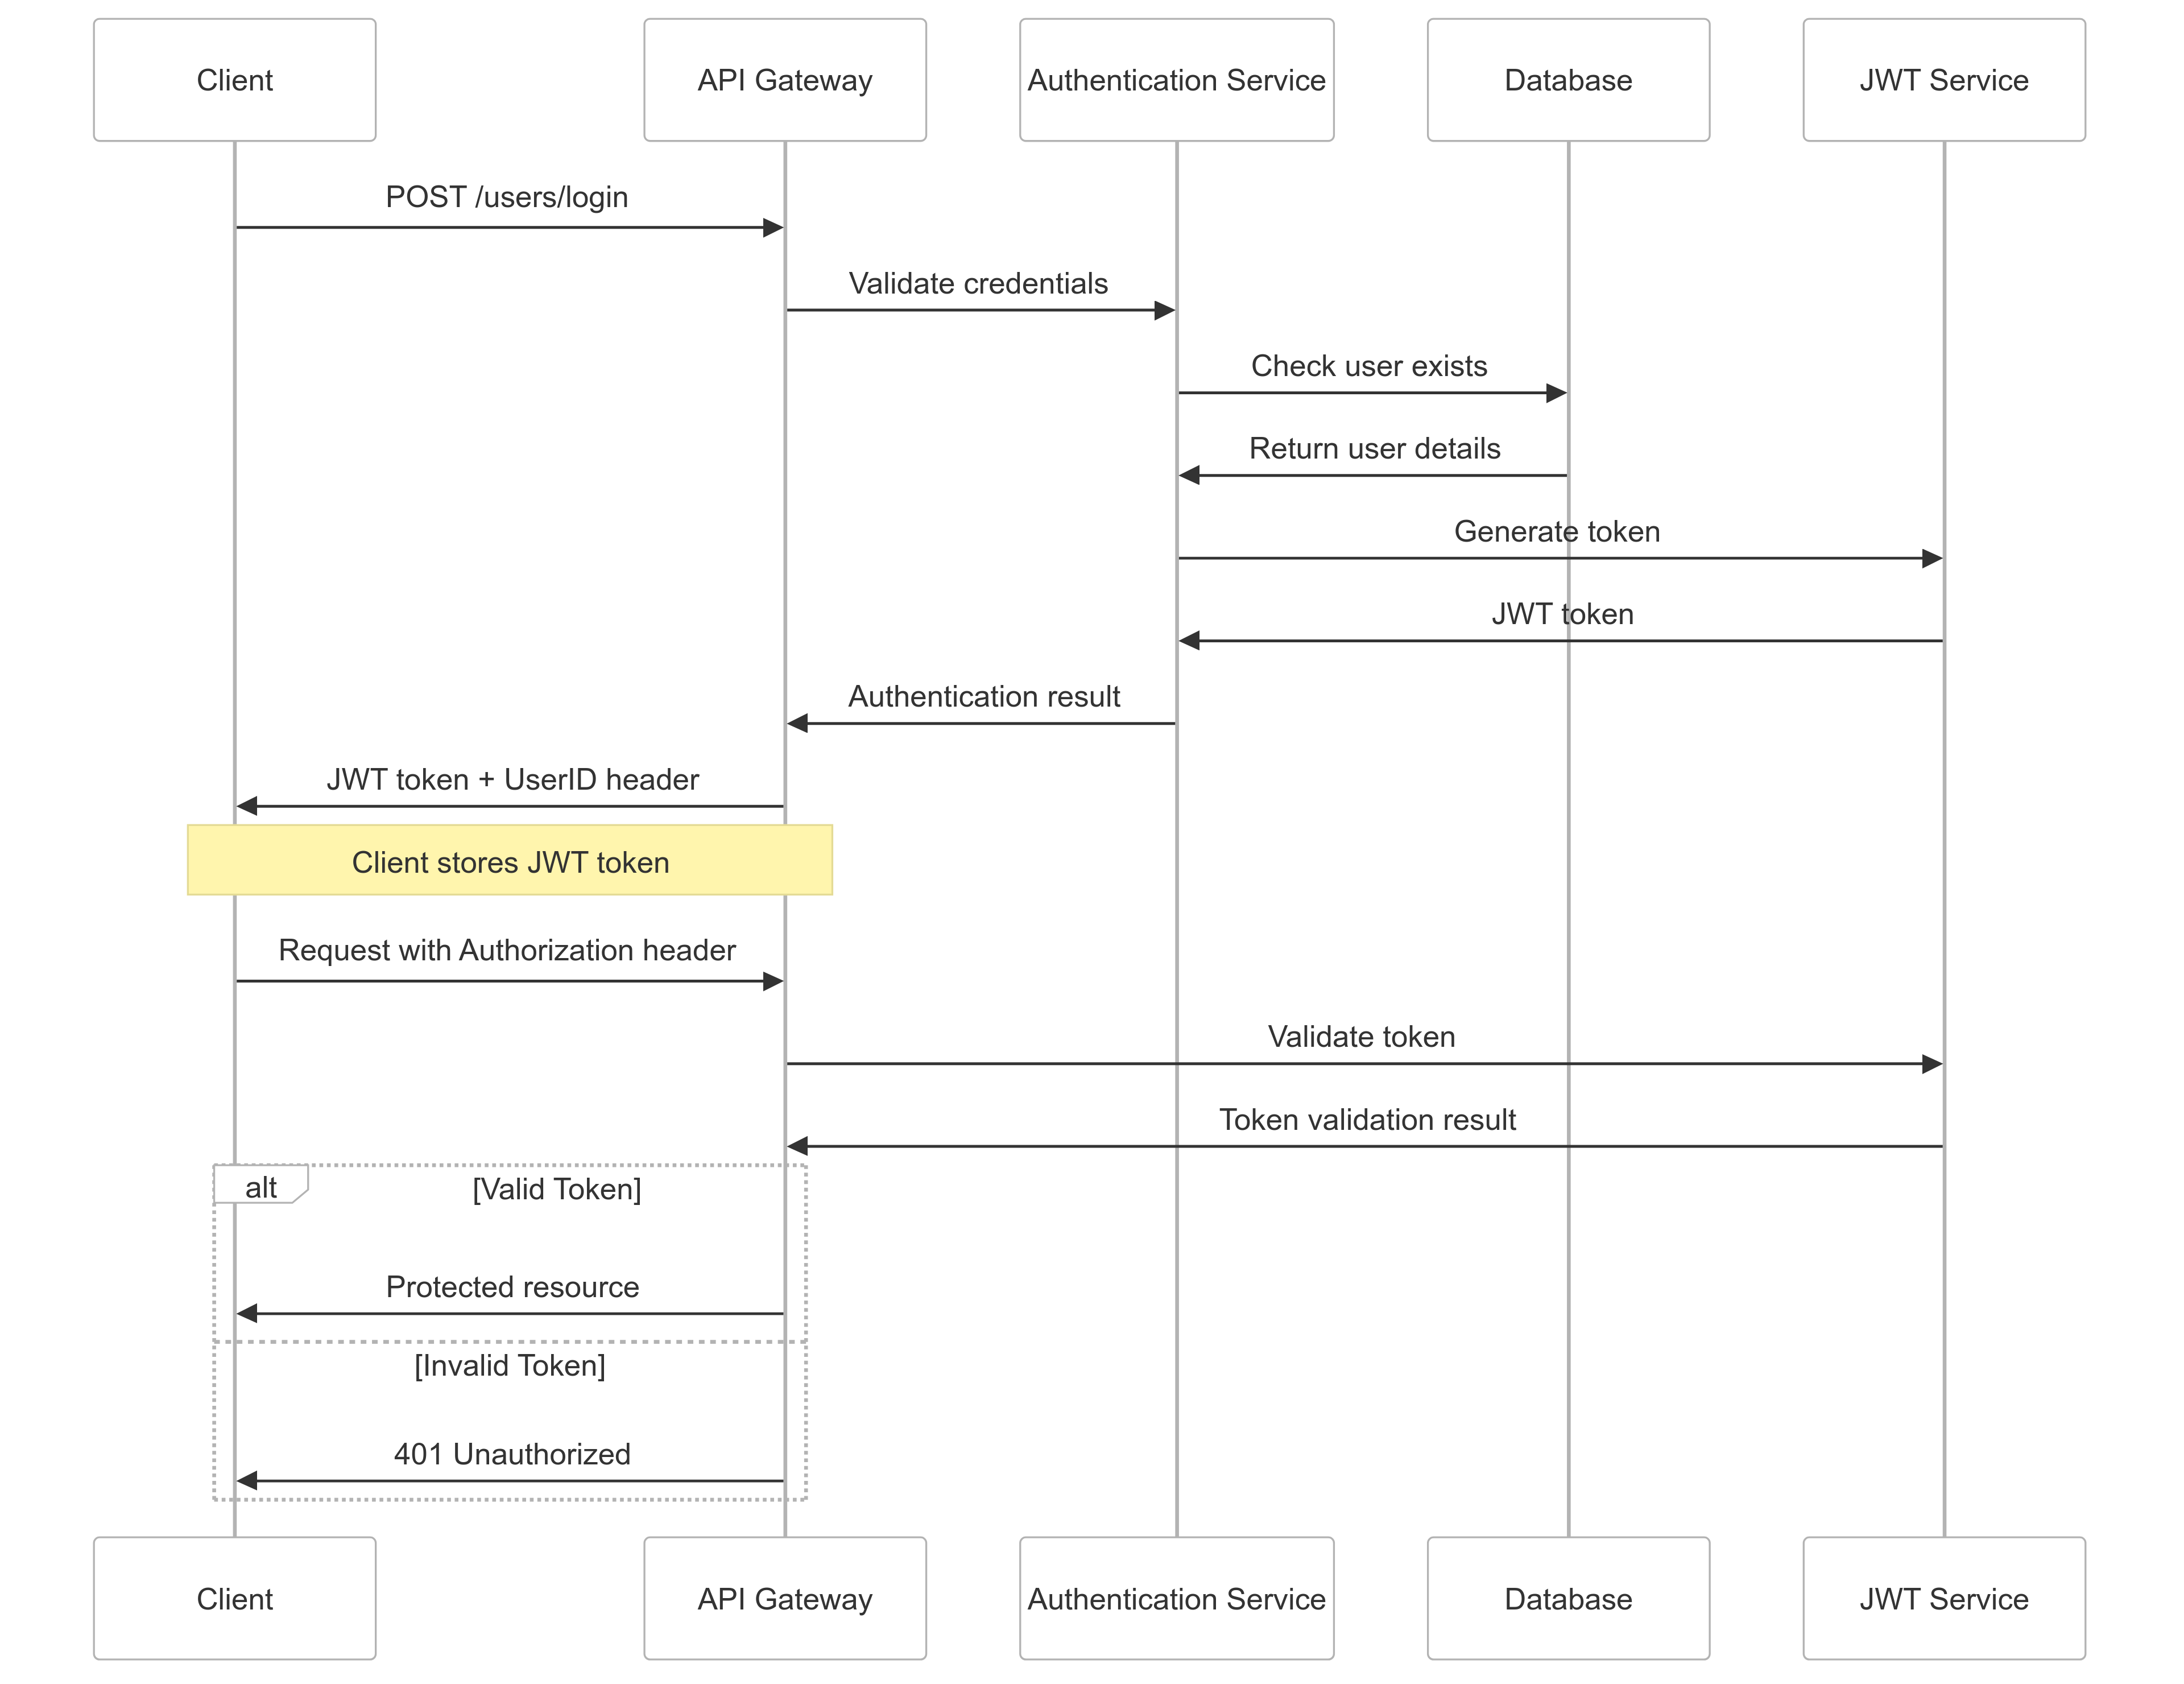 Client
API Gateway
Authentication Service
Database
JWT Service
POST /users/login
Validate credentials
Check user exists
Return user details
Generate token
JWT token
Authentication result
JWT token + UserID header
Client stores JWT token
Request with Authorization header
Validate token
Token validation result
alt
[Valid Token]
Protected resource
[Invalid Token]
401 Unauthorized
Client
API Gateway
Authentication Service
Database
JWT Service